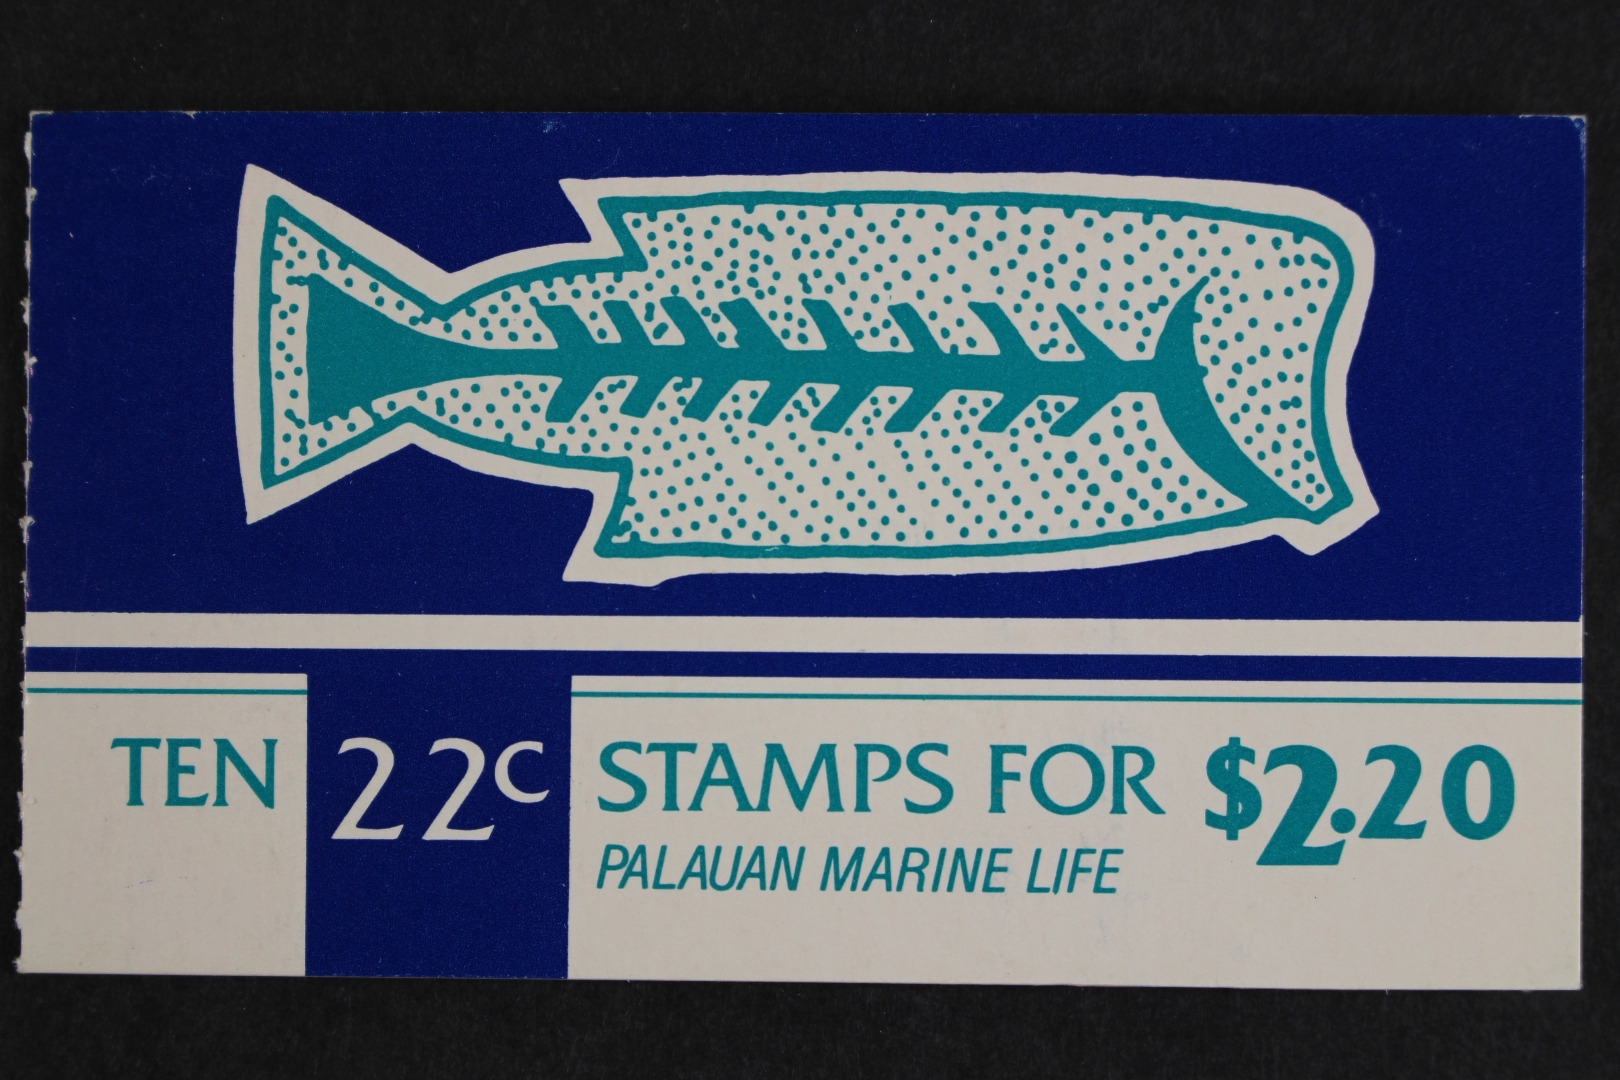 TEN 22c STAMPS FOR $2.20
PALAUAN MARINE LIFE